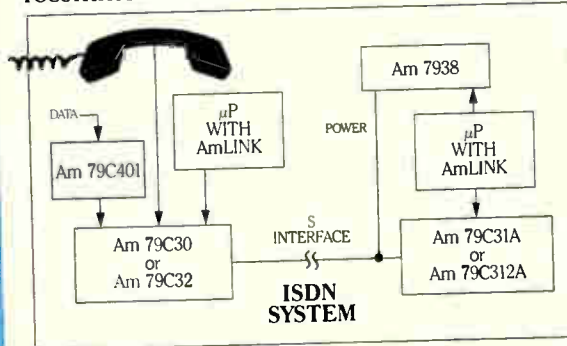 Am 7938
DATA
µP
WITH
AmLINK
POWER
µP
WITH
AmLINK
Am 79C401
S
INTERFACE
Am 79C30
or
Am 79C32
Am 79C31A
or
Am 79C312A
ISDN
SYSTEM